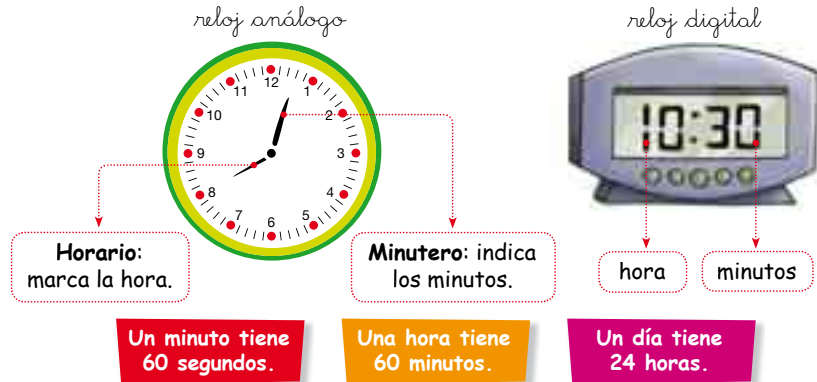 reloj análogo
reloj digital
12
1
2
3
4
5
6
7
8
9
10
11
10:30
Horario:
marca la hora.
Minutero: indica
los minutos.
hora
minutos
Un minuto tiene
60 segundos.
Una hora tiene
60 minutos.
Un día tiene
24 horas.